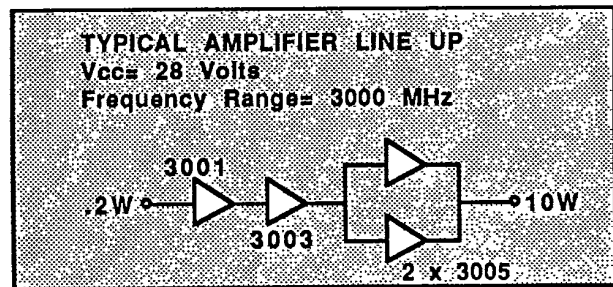 TYPICAL AMPLIFIER LINE UP
Vcc= 28 Volts
Frequency Range= 3000 MHz
3001
.2W
10W
3003
2 x 3005